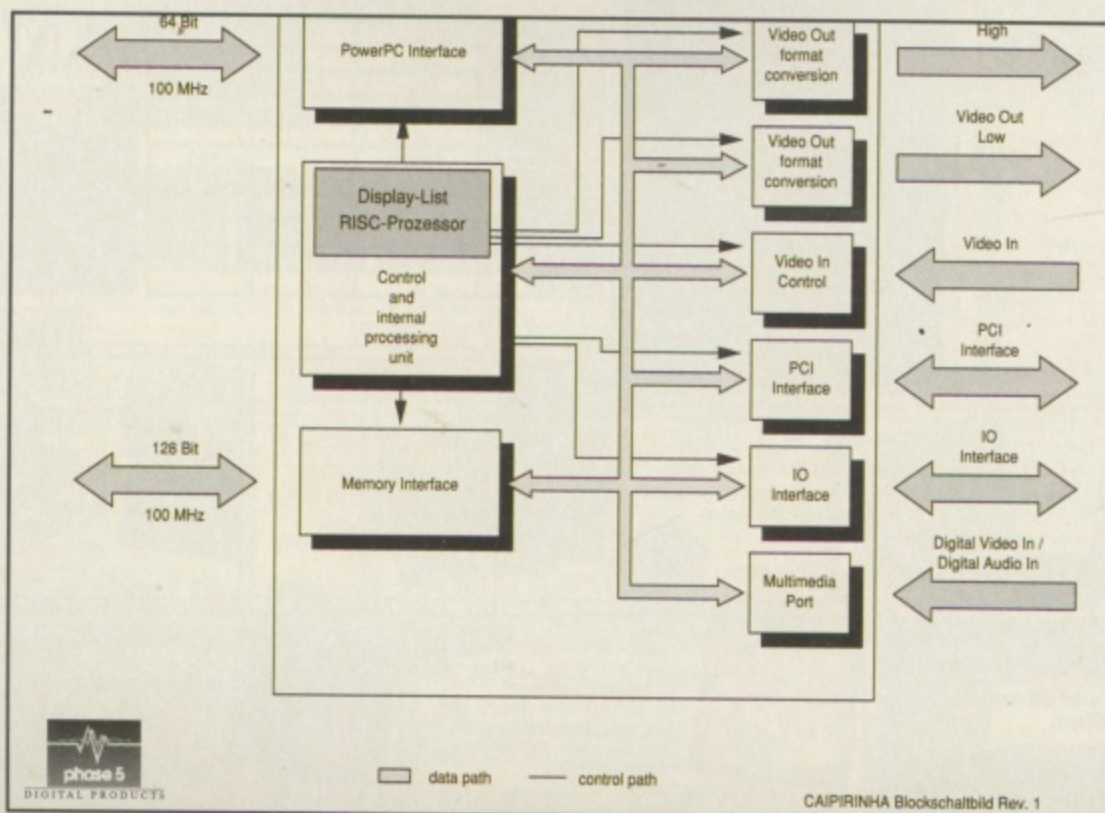 64 Bit
100 MHz
PowerPC Interface
Video Out
format
conversion
High
Video Out
format
conversion
Video Out
Low
Display-List
RISC-Prozessor
Control
and
internal
processing
unit
Video In
Control
Video In
PCI
Interface
PCI
Interface
128 Bit
100 MHz
Memory Interface
IO
Interface
IO
Interface
Multimedia
Port
Digital Video In /
Digital Audio In
phase 5
DIGITAL PRODUCTS
data path
control path
CAIPIRINHA Blockschaltbild Rev. 1